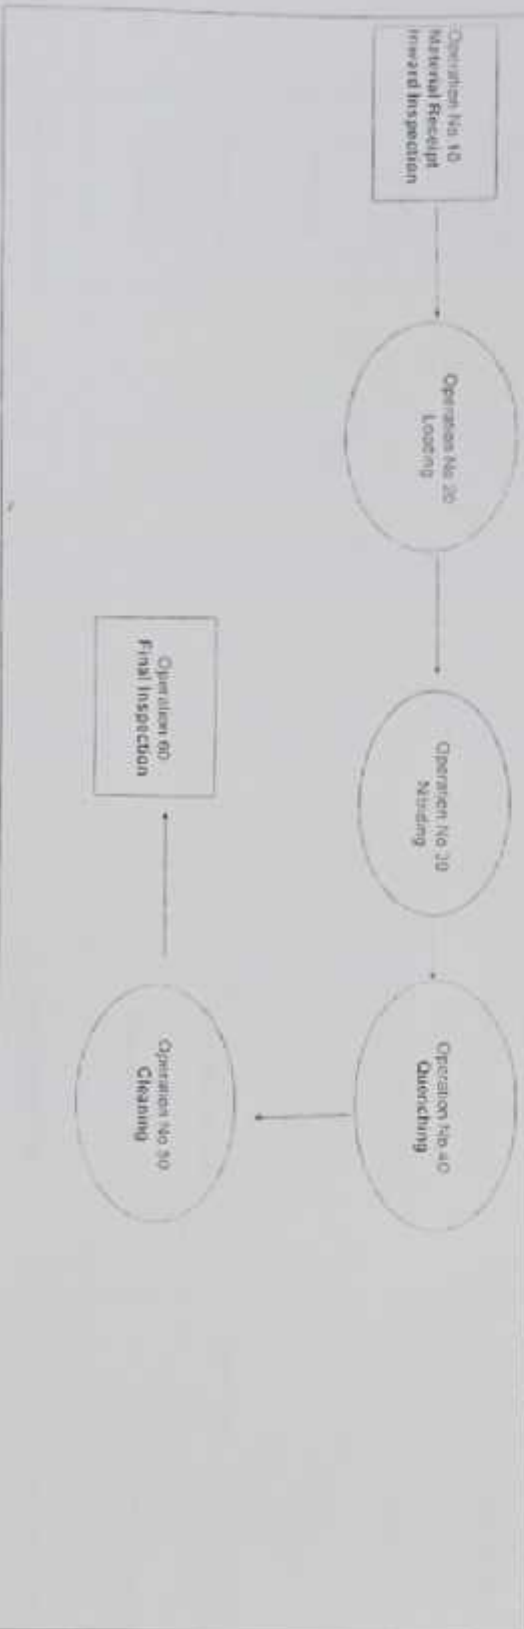 Operation No 10
Material Receipt
Inward Inspection
Operation No 20
Loading
Operation No 30
Nitriding
Operation No 40
Quenching
Operation No 50
Cleaning
Operation 60
Final Inspection